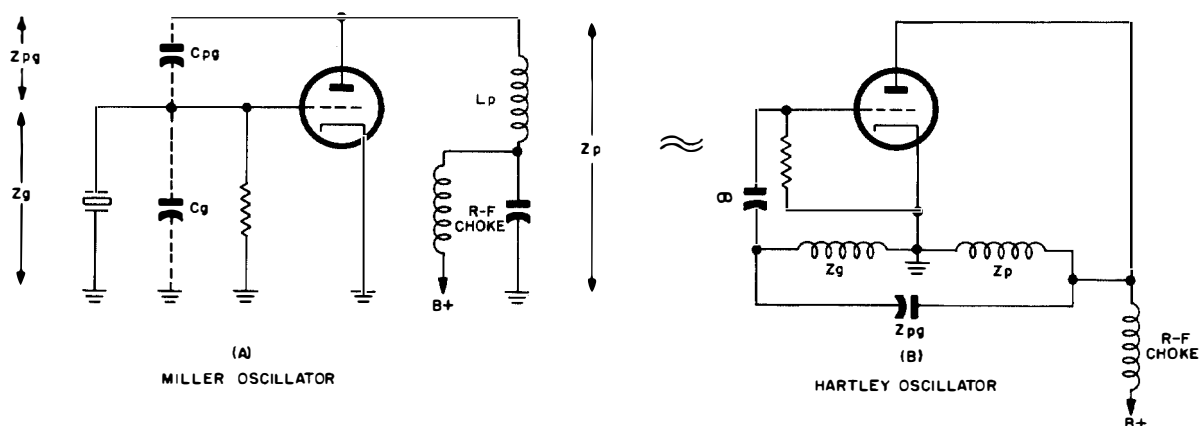 Zpg
Cpg
Lp
Zg
Cg
R-F
CHOKE
B+
Zp
≈
∞
Zg
Zp
Zpg
R-F
CHOKE
B+
(A)
MILLER OSCILLATOR
(B)
HARTLEY OSCILLATOR